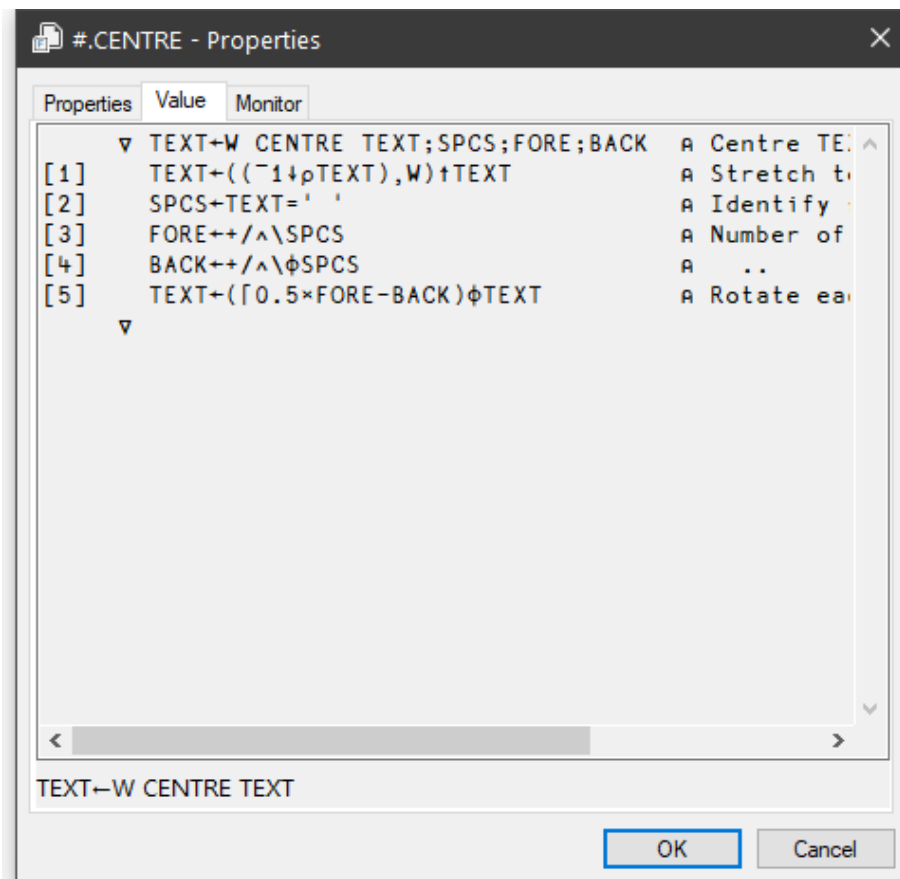 #.CENTRE - Properties
Properties Value Monitor
∇ TEXT←W CENTRE TEXT;SPCS;FORE;BACK ⍝ Centre
[1] TEXT←((¯1↓⍴TEXT),W)↑TEXT ⍝ Stretch
[2] SPCS←TEXT=' ' ⍝ Identify
[3] FORE←+/∧\SPCS ⍝ Number of
[4] BACK←+/∧\⌽SPCS ⍝ ..
[5] TEXT←(⌈0.5×FORE-BACK)⌽TEXT ⍝ Rotate
∇
TEXT←W CENTRE TEXT
OK Cancel